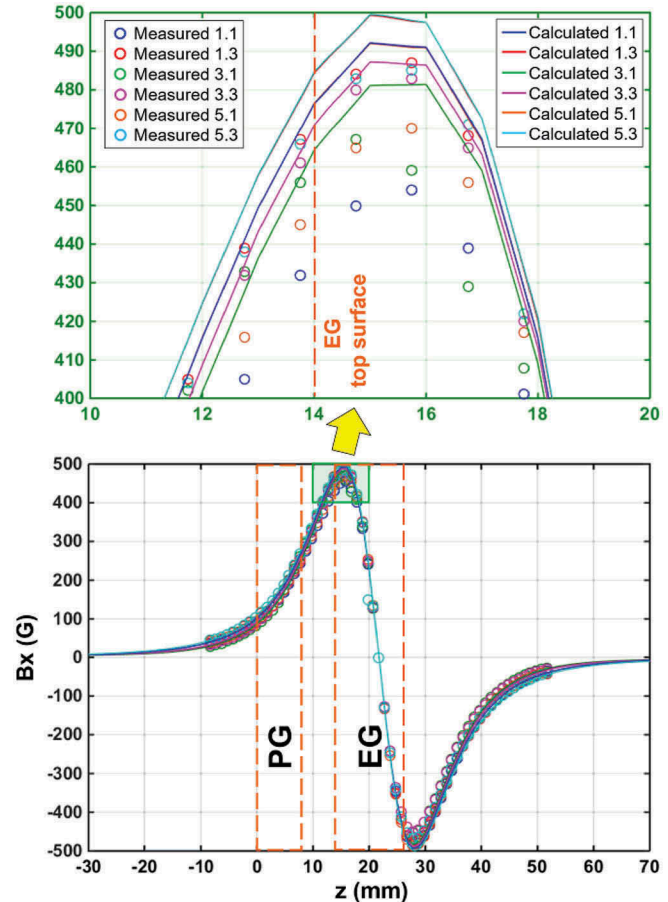 500
490
480
470
460
450
440
430
420
410
400
Measured 1.1
Measured 1.3
Measured 3.1
Measured 3.3
Measured 5.1
Measured 5.3
Calculated 1.1
Calculated 1.3
Calculated 3.1
Calculated 3.3
Calculated 5.1
Calculated 5.3
EG
top surface
10 12 14 16 18 20
Bx (G)
500
400
300
200
100
0
-100
-200
-300
-400
-500
PG
EG
-30 -20 -10 0 10 20 30 40 50 60 70
z (mm)